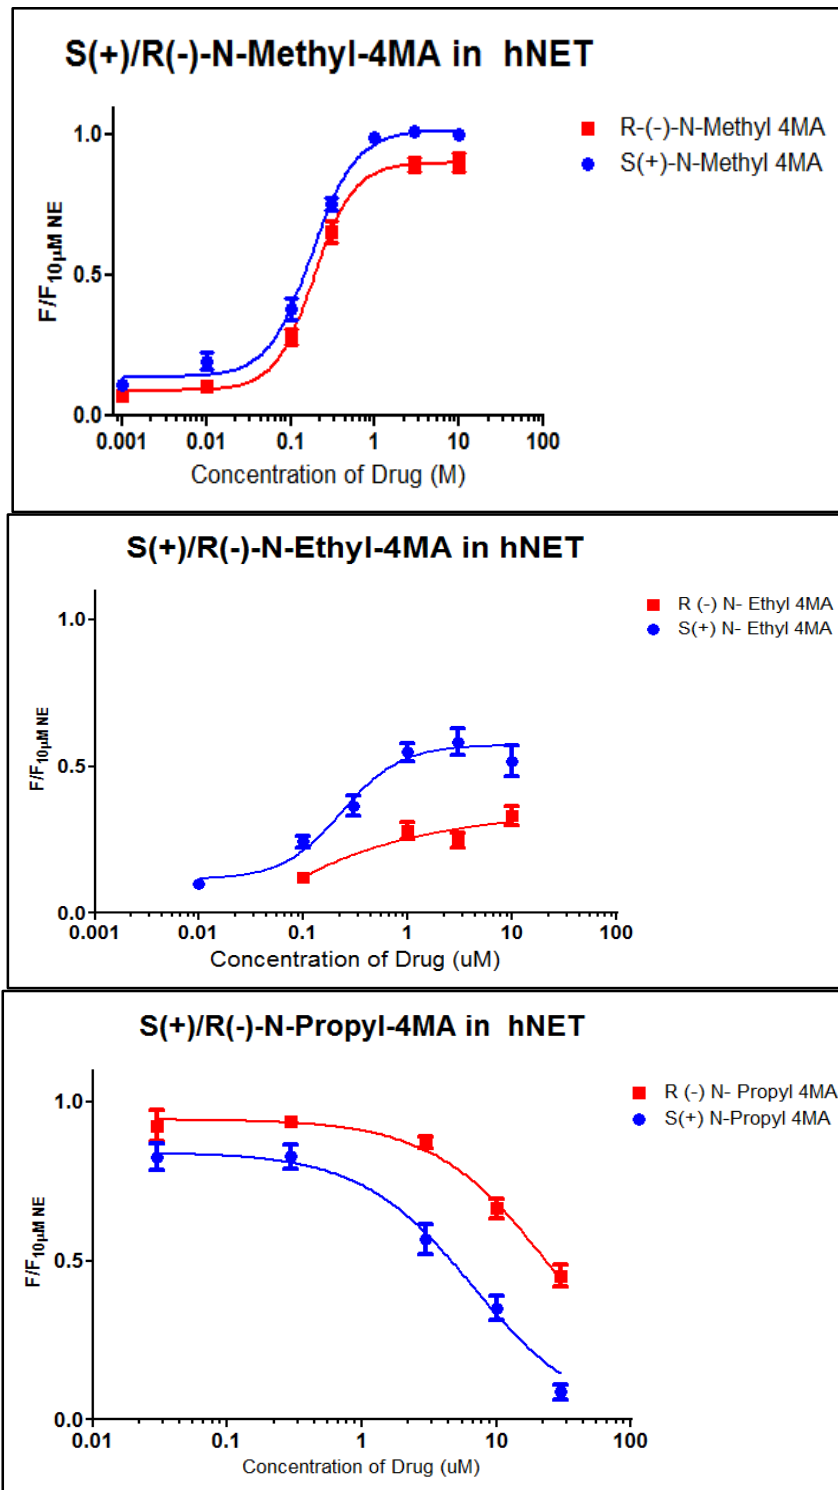 S(+)/R(-)-N-Methyl-4MA in hNET
R-(-)-N-Methyl 4MA
S(+)-N-Methyl 4MA
F/F10μM NE
1.0
0.5
0.0
0.001 0.01 0.1 1 10 100
Concentration of Drug (M)
S(+)/R(-)-N-Ethyl-4MA in hNET
R (-) N- Ethyl 4MA
S(+) N- Ethyl 4MA
F/F10μM NE
1.0
0.5
0.0
0.001 0.01 0.1 1 10 100
Concentration of Drug (uM)
S(+)/R(-)-N-Propyl-4MA in hNET
R (-) N- Propyl 4MA
S(+) N-Propyl 4MA
F/F10μM NE
1.0
0.5
0.0
0.01 0.1 1 10 100
Concentration of Drug (uM)